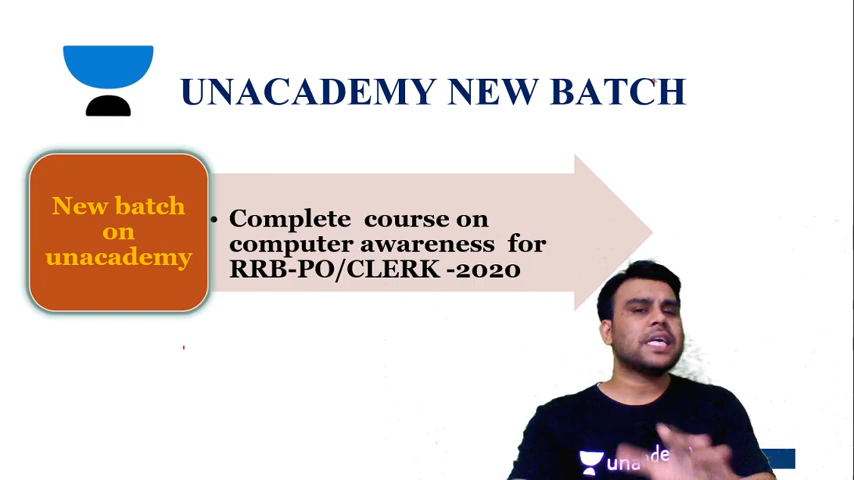 UNACADEMY NEW BATCH
New batch
on
unacademy
• Complete course on
computer awareness for
RRB-PO/CLERK -2020